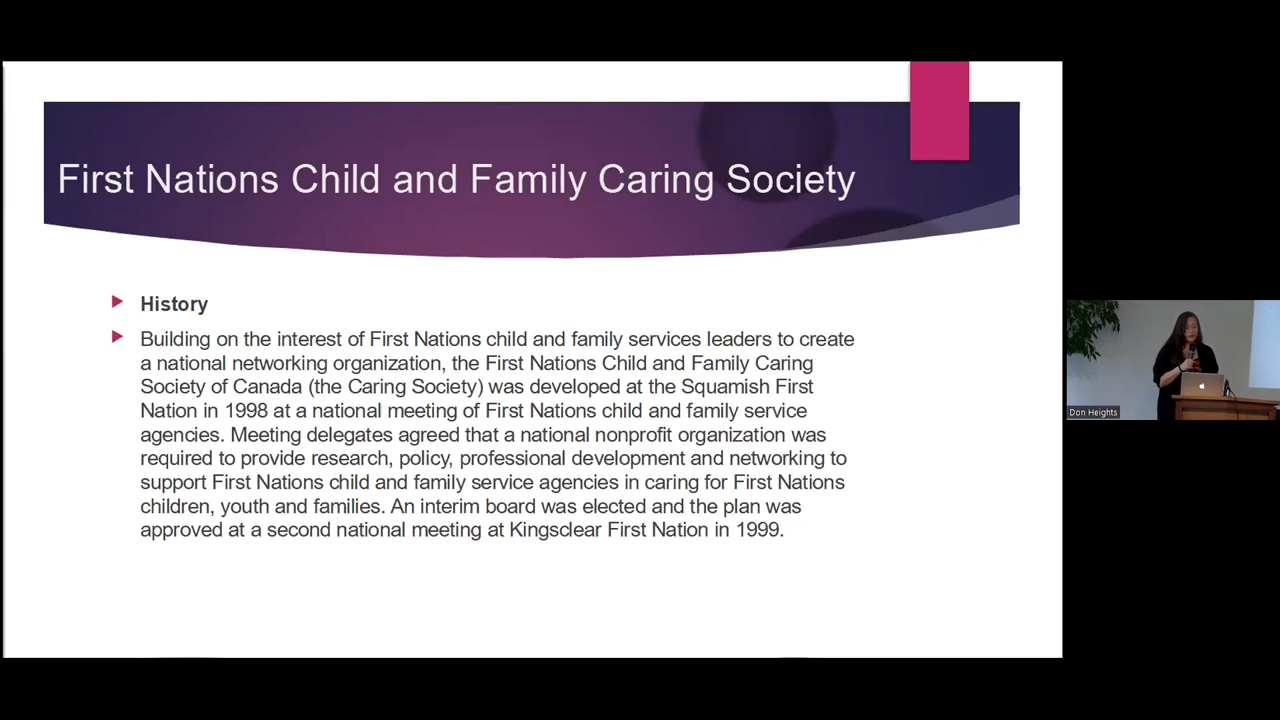 First Nations Child and Family Caring Society
History
Building on the interest of First Nations child and family services leaders to create
a national networking organization, the First Nations Child and Family Caring
Society of Canada (the Caring Society) was developed at the Squamish First
Nation in 1998 at a national meeting of First Nations child and family service
agencies. Meeting delegates agreed that a national nonprofit organization was
required to provide research, policy, professional development and networking to
support First Nations child and family service agencies in caring for First Nations
children, youth and families. An interim board was elected and the plan was
approved at a second national meeting at Kingsclear First Nation in 1999.
Don Heights